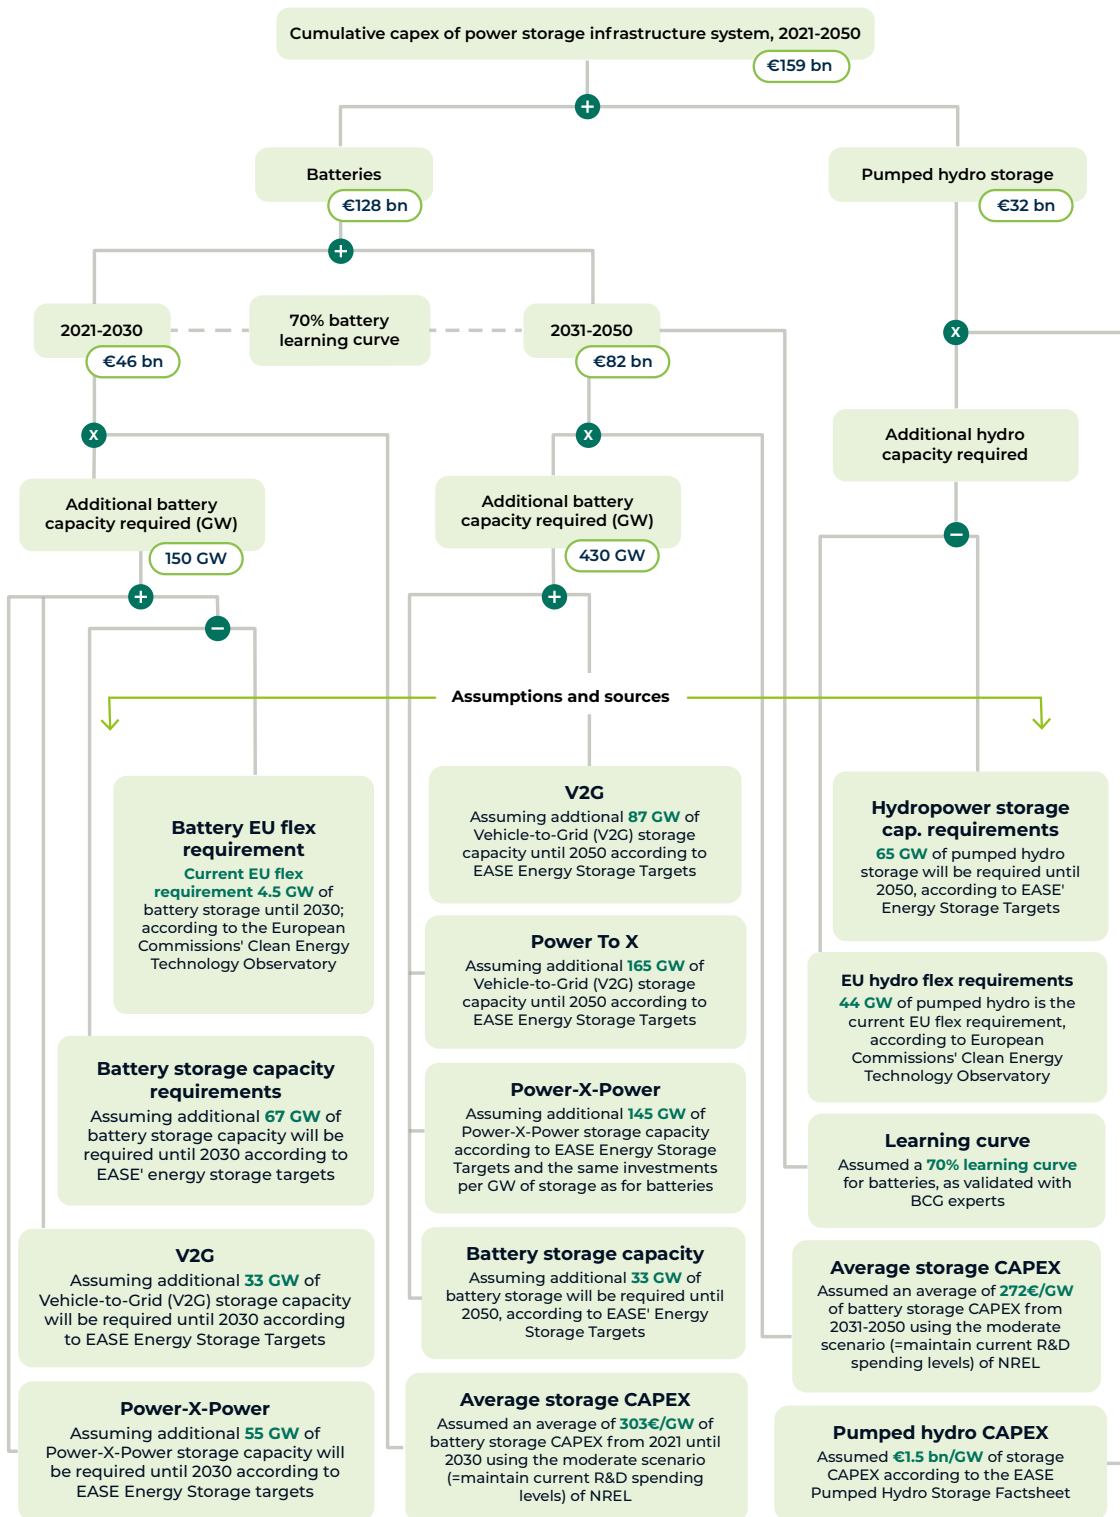 Cumulative capex of power storage infrastructure system, 2021-2050
€159 bn
+
Batteries
€128 bn
Pumped hydro storage
€32 bn
+
2021-2030
€46 bn
70% battery
learning curve
2031-2050
€82 bn
X
X
X
Additional hydro
capacity required
Additional battery
capacity required (GW)
150 GW
Additional battery
capacity required (GW)
430 GW
−
+
−
+
Assumptions and sources
Battery EU flex
requirement
Current EU flex
requirement 4.5 GW of
battery storage until 2030;
according to the European
Commissions' Clean Energy
Technology Observatory
Battery storage capacity
requirements
Assuming additional 67 GW of
battery storage capacity will be
required until 2030 according to
EASE' energy storage targets
V2G
Assuming additional 33 GW of
Vehicle-to-Grid (V2G) storage capacity
will be required until 2030 according
to EASE Energy Storage Targets
Power-X-Power
Assuming additional 55 GW of
Power-X-Power storage capacity will
be required until 2030 according to
EASE Energy Storage targets
V2G
Assuming addtional 87 GW of
Vehicle-to-Grid (V2G) storage
capacity until 2050 according to
EASE Energy Storage Targets
Power To X
Assuming additional 165 GW of
Vehicle-to-Grid (V2G) storage
capacity until 2050 according to
EASE Energy Storage Targets
Power-X-Power
Assuming additional 145 GW of
Power-X-Power storage capacity
according to EASE Energy Storage
Targets and the same investments
per GW of storage as for batteries
Battery storage capacity
Assuming additional 33 GW of
battery storage will be required until
2050, according to EASE' Energy
Storage Targets
Average storage CAPEX
Assumed an average of 303€/GW of
battery storage CAPEX from 2021 until
2030 using the moderate scenario
(=maintain current R&D spending
levels) of NREL
Hydropower storage
cap. requirements
65 GW of pumped hydro
storage will be required until
2050, according to EASE'
Energy Storage Targets
EU hydro flex requirements
44 GW of pumped hydro is the
current EU flex requirement,
according to European
Commissions' Clean Energy
Technology Observatory
Learning curve
Assumed a 70% learning curve
for batteries, as validated with
BCG experts
Average storage CAPEX
Assumed an average of 272€/GW
of battery storage CAPEX from
2031-2050 using the moderate
scenario (=maintain current R&D
spending levels) of NREL
Pumped hydro CAPEX
Assumed €1.5 bn/GW of storage
CAPEX according to the EASE
Pumped Hydro Storage Factsheet